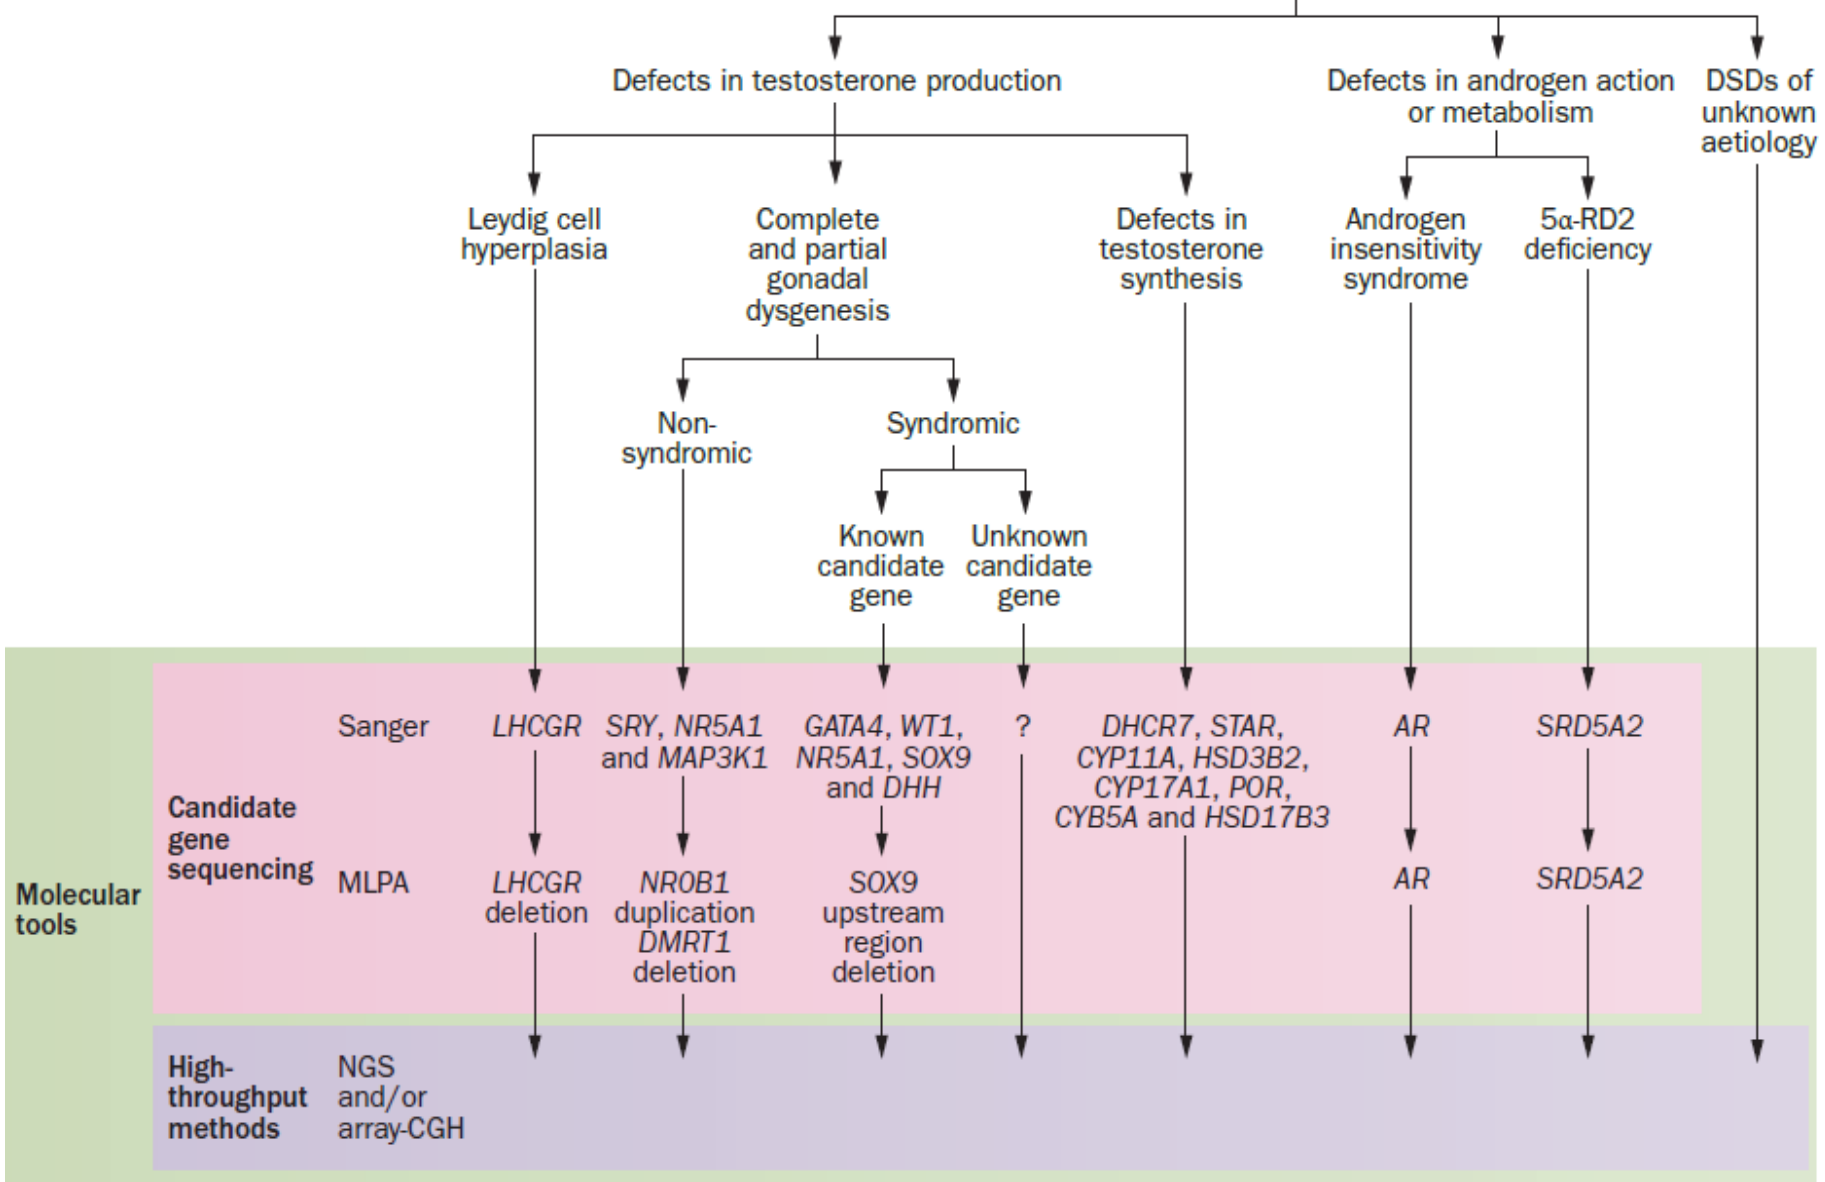 Defects in testosterone production
Defects in androgen action
or metabolism
DSDs of
unknown
aetiology
Leydig cell
hyperplasia
Complete
and partial
gonadal
dysgenesis
Defects in
testosterone
synthesis
Androgen
insensitivity
syndrome
5α-RD2
deficiency
Non-
syndromic
Syndromic
Known
candidate
gene
Unknown
candidate
gene
Molecular
tools
Candidate
gene
sequencing
Sanger
LHCGR
SRY, NR5A1
and MAP3K1
GATA4, WT1,
NR5A1, SOX9
and DHH
?
DHCR7, STAR,
CYP11A, HSD3B2,
CYP17A1, POR,
CYB5A and HSD17B3
AR
SRD5A2
MLPA
LHCGR
deletion
NR0B1
duplication
DMRT1
deletion
SOX9
upstream
region
deletion
AR
SRD5A2
High-
throughput
methods
NGS
and/or
array-CGH